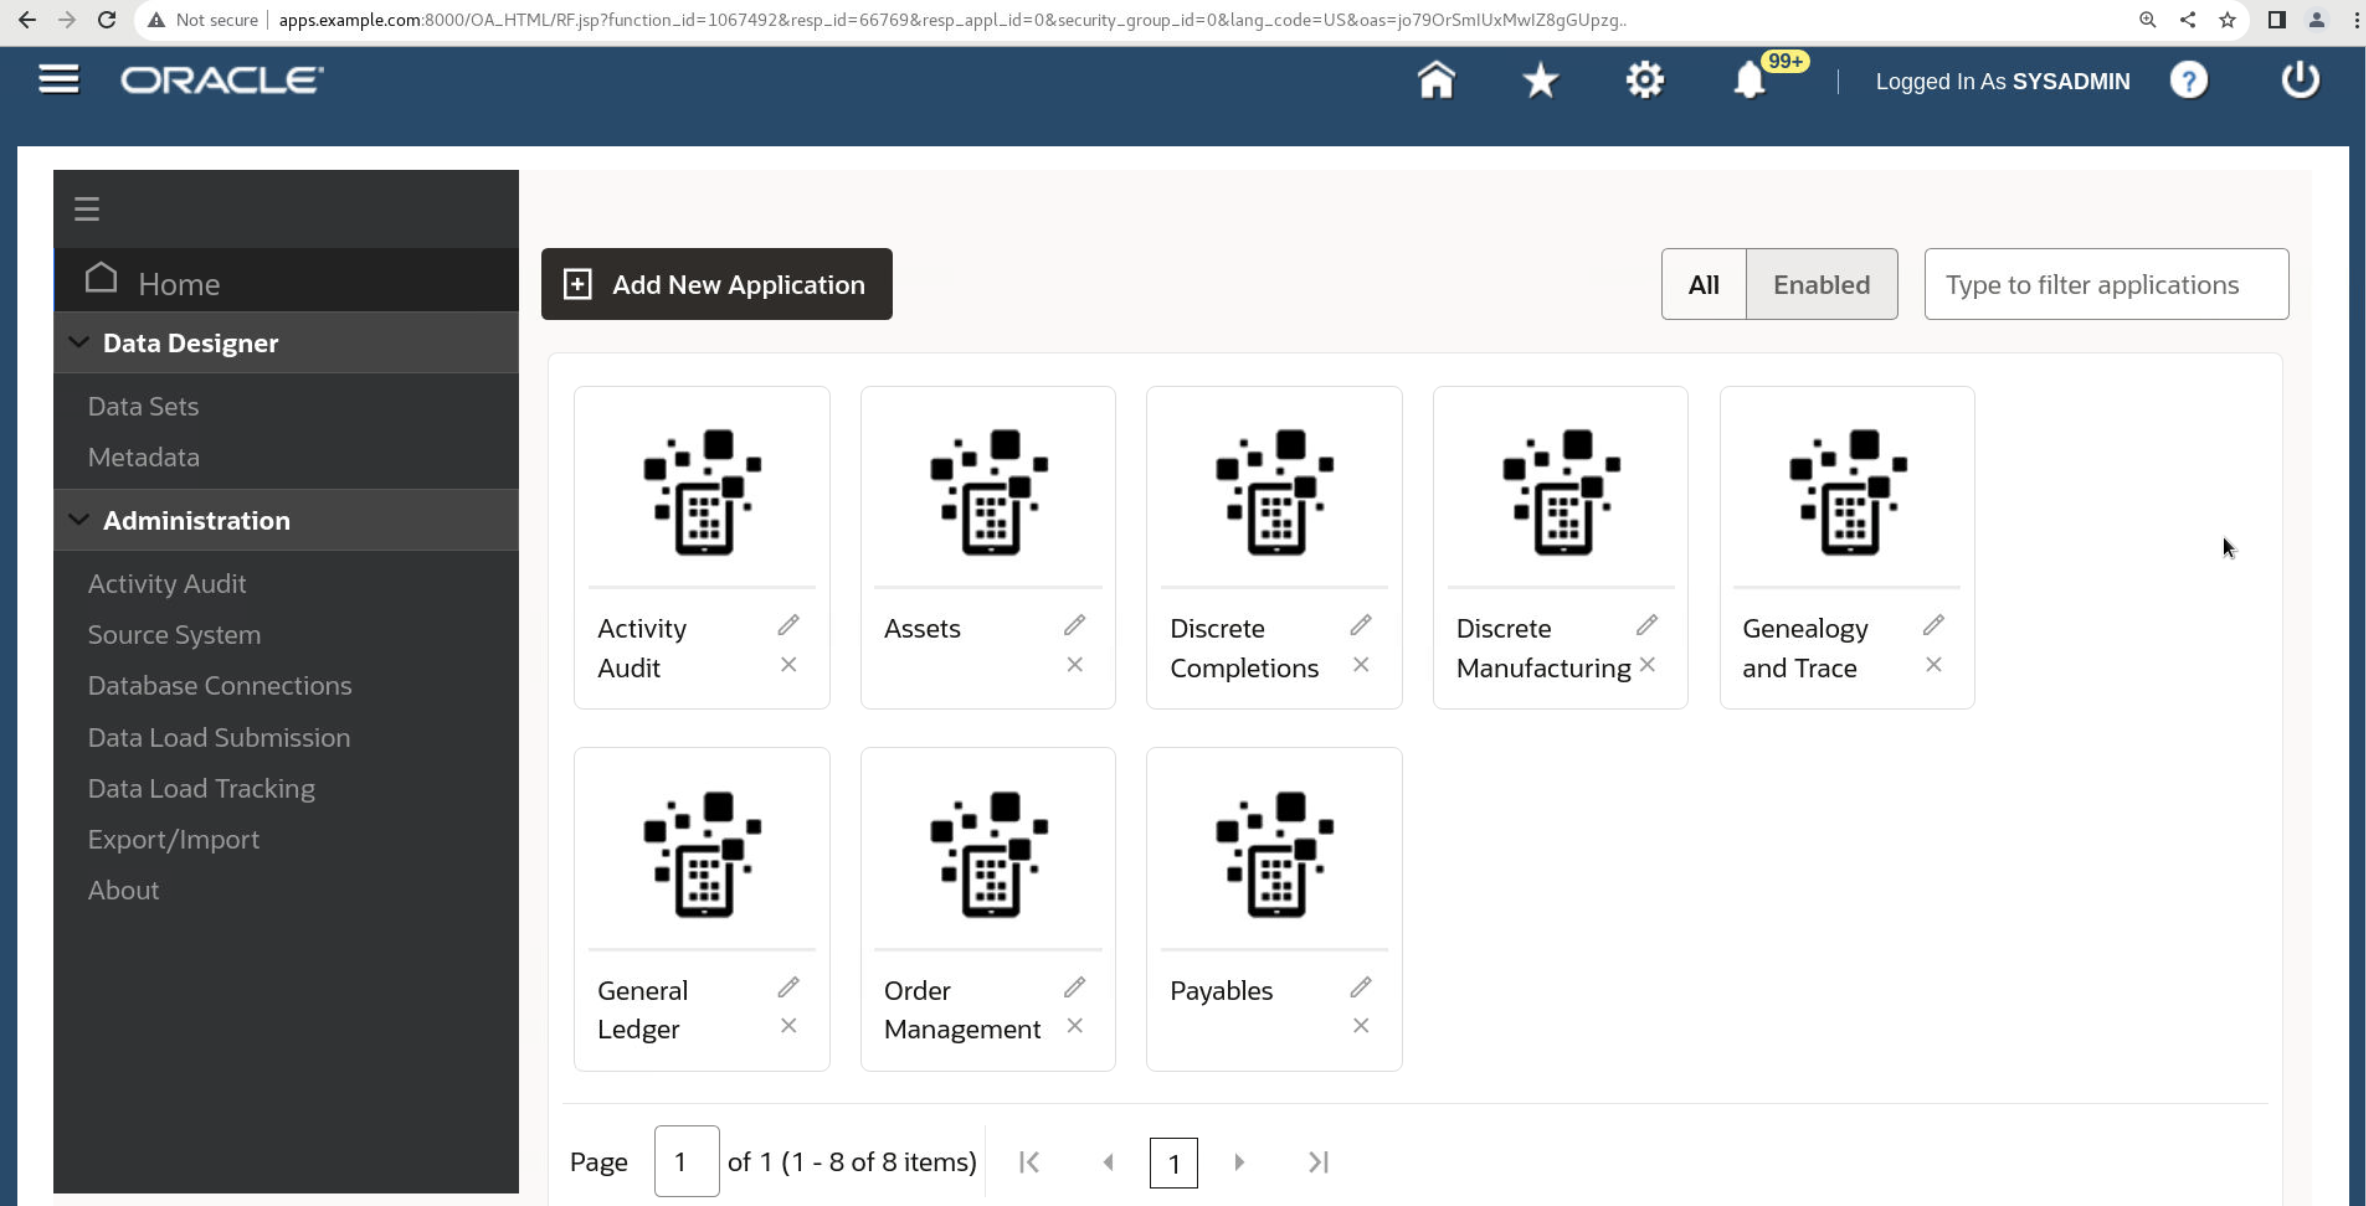 Not secure
apps.example.com:8000/OA_HTML/RF.jsp?function_id=1067492&resp_id=66769&resp_appl_id=0&security_group_id=0&lang_code=US&oas=jo79OrSmIUxMwIZ8gGUpzg..
ORACLE
99+
Logged In As SYSADMIN
?
Home
Data Designer
Data Sets
Metadata
Administration
Activity Audit
Source System
Database Connections
Data Load Submission
Data Load Tracking
Export/Import
About
Add New Application
All
Enabled
Type to filter applications
Activity
Audit
Assets
Discrete
Completions
Discrete
Manufacturing
Genealogy
and Trace
General
Ledger
Order
Management
Payables
Page 1 of 1 (1 - 8 of 8 items) 1